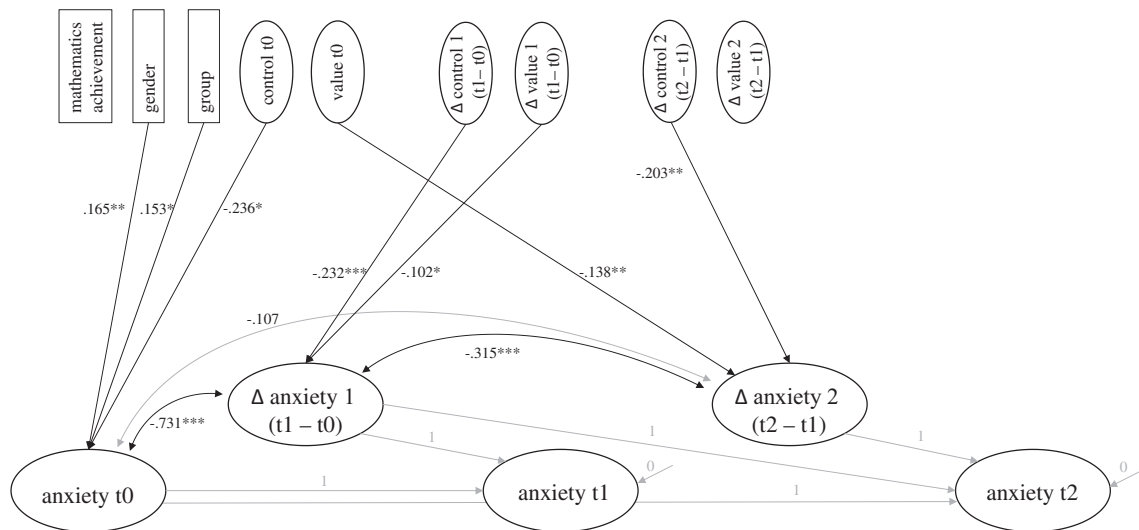 mathematics
achievement
gender
group
control t0
value t0
Δ control 1
(t1– t0)
Δ value 1
(t1– t0)
Δ control 2
(t2 – t1)
Δ value 2
(t2 – t1)
-.203**
.165**
.153*
-.236*
-.232***
-.102*
-.138**
-.107
-.315***
Δ anxiety 1
(t1 – t0)
Δ anxiety 2
(t2 – t1)
-.731***
1
1
1
0
0
anxiety t0
1
anxiety t1
1
anxiety t2